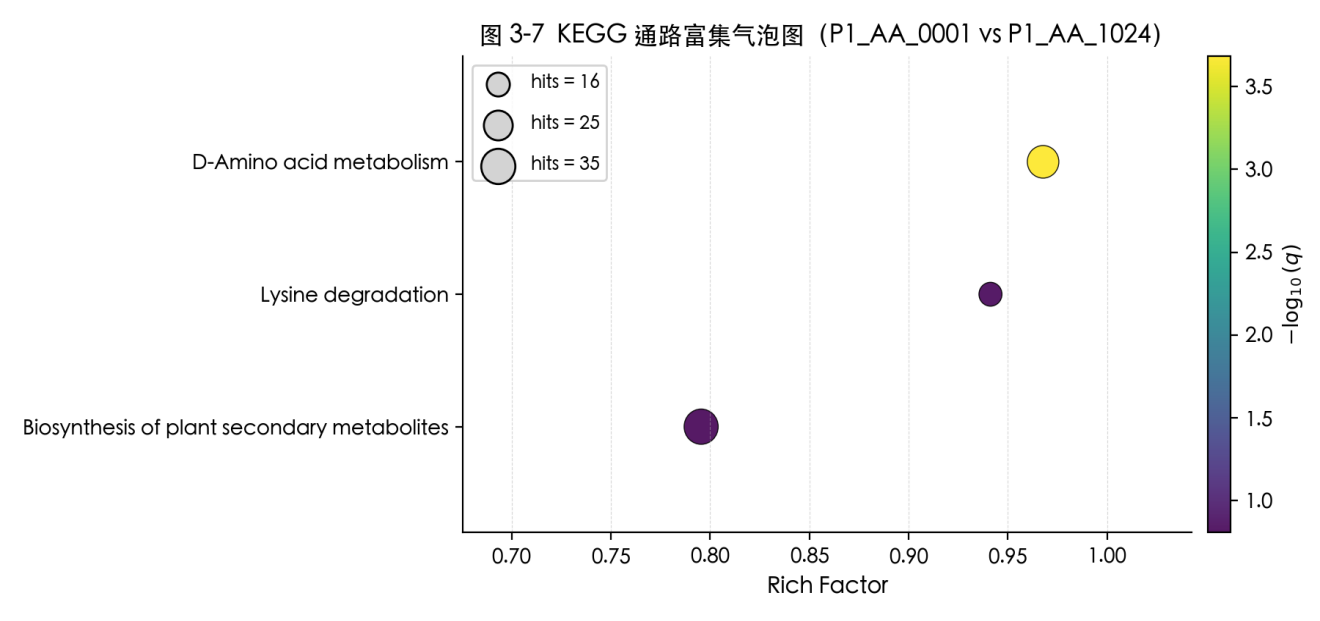 图 3-7 KEGG 通路富集气泡图 (P1_AA_0001 vs P1_AA_1024)
hits = 16
hits = 25
hits = 35
D-Amino acid metabolism
Lysine degradation
Biosynthesis of plant secondary metabolites
0.70 0.75 0.80 0.85 0.90 0.95 1.00
Rich Factor
3.5
3.0
2.5
2.0
1.5
1.0
−log₁₀(q)